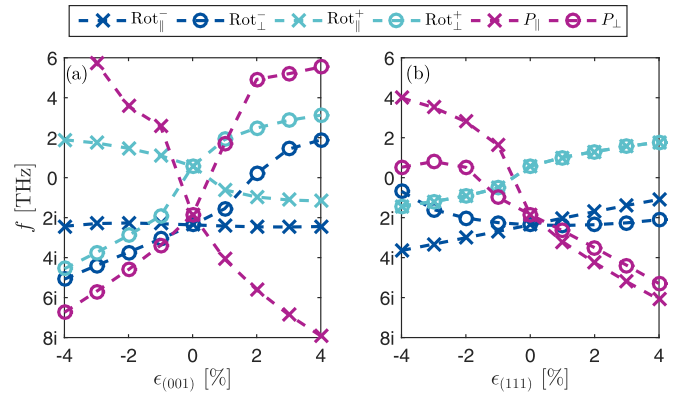 Rot∥⁻ Rot⊥⁻ Rot∥⁺ Rot⊥⁺ P∥ P⊥
(a) (b)
6 6
4 4
2 2
0 0
2i 2i
4i 4i
6i 6i
8i 8i
f [THz]
-4 -2 0 2 4 -4 -2 0 2 4
ϵ(001) [%] ϵ(111) [%]